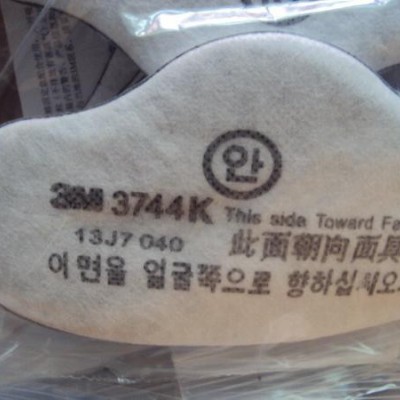 안
3M 3744K This side Toward Fa
13J7 040 此面朝向面具
이면을 얼굴쪽으로 향하십시오